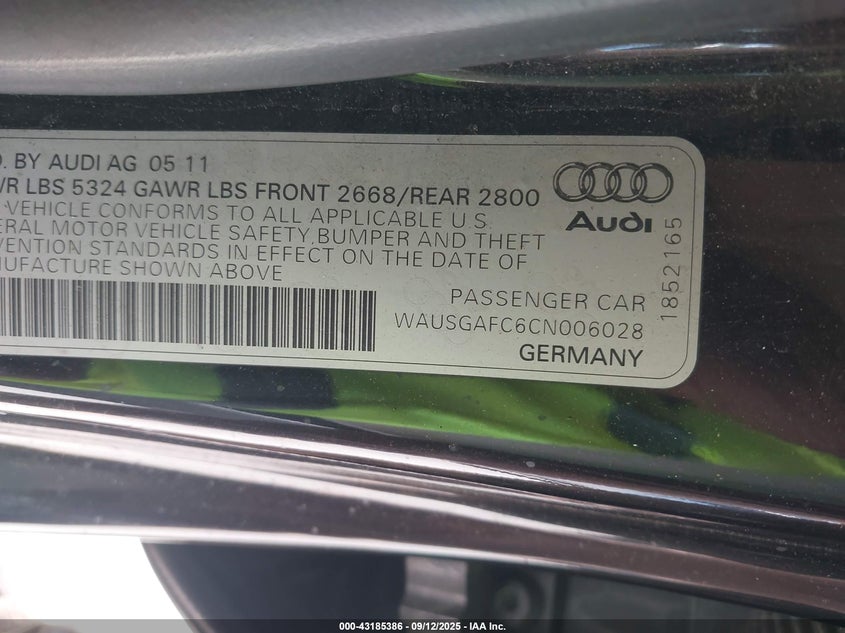 . BY AUDI AG 05 11
WR LBS 5324 GAWR LBS FRONT 2668/REAR 2800
VEHICLE CONFORMS TO ALL APPLICABLE U.S.
ERAL MOTOR VEHICLE SAFETY, BUMPER AND THEFT
VENTION STANDARDS IN EFFECT ON THE DATE OF
NUFACTURE SHOWN ABOVE
Audi
1852165
PASSENGER CAR
WAUSGAFC6CN006028
GERMANY
000-43185386 - 09/12/2025 - IAA Inc.